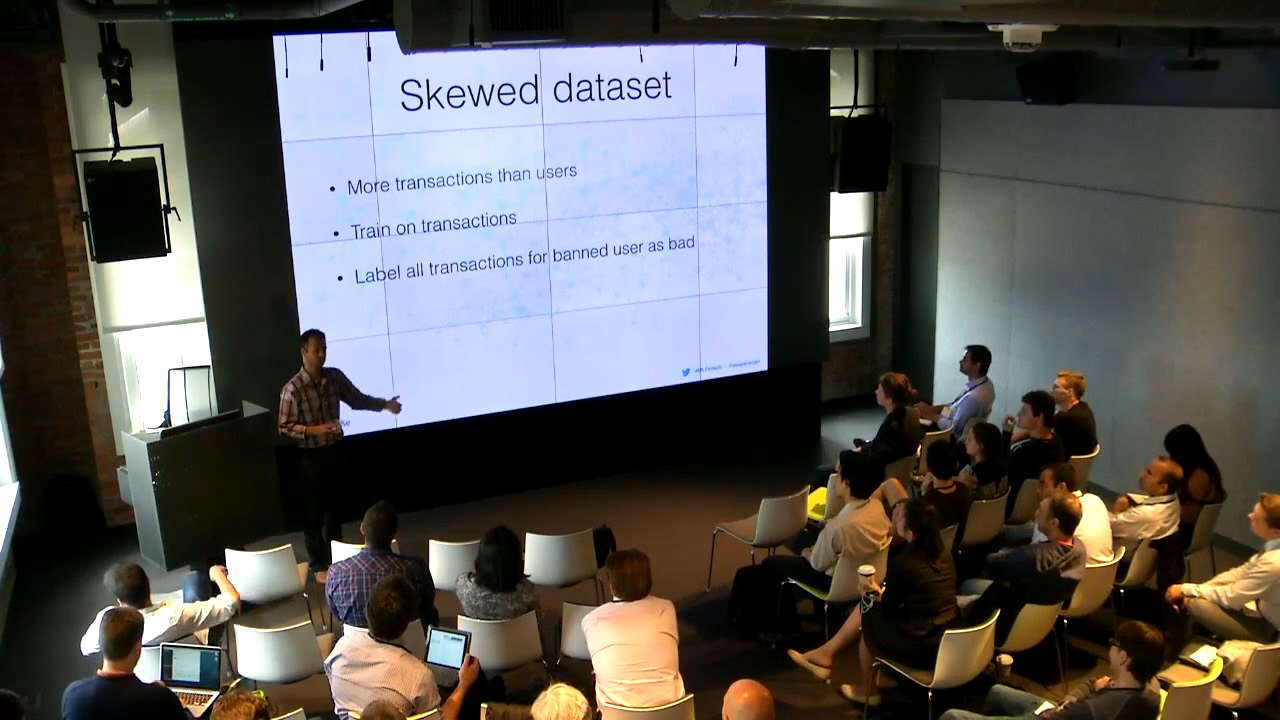 Skewed dataset
• More transactions than users
• Train on transactions
• Label all transactions for banned user as bad